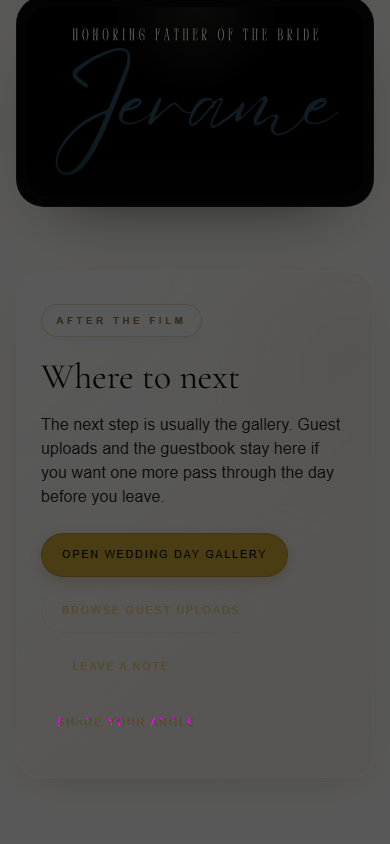 HONORING FATHER OF THE BRIDE
Jerame
AFTER THE FILM
Where to next
The next step is usually the gallery. Guest
uploads and the guestbook stay here if
you want one more pass through the day
before you leave.
OPEN WEDDING DAY GALLERY
BROWSE GUEST UPLOADS
LEAVE A NOTE
SHARE YOUR